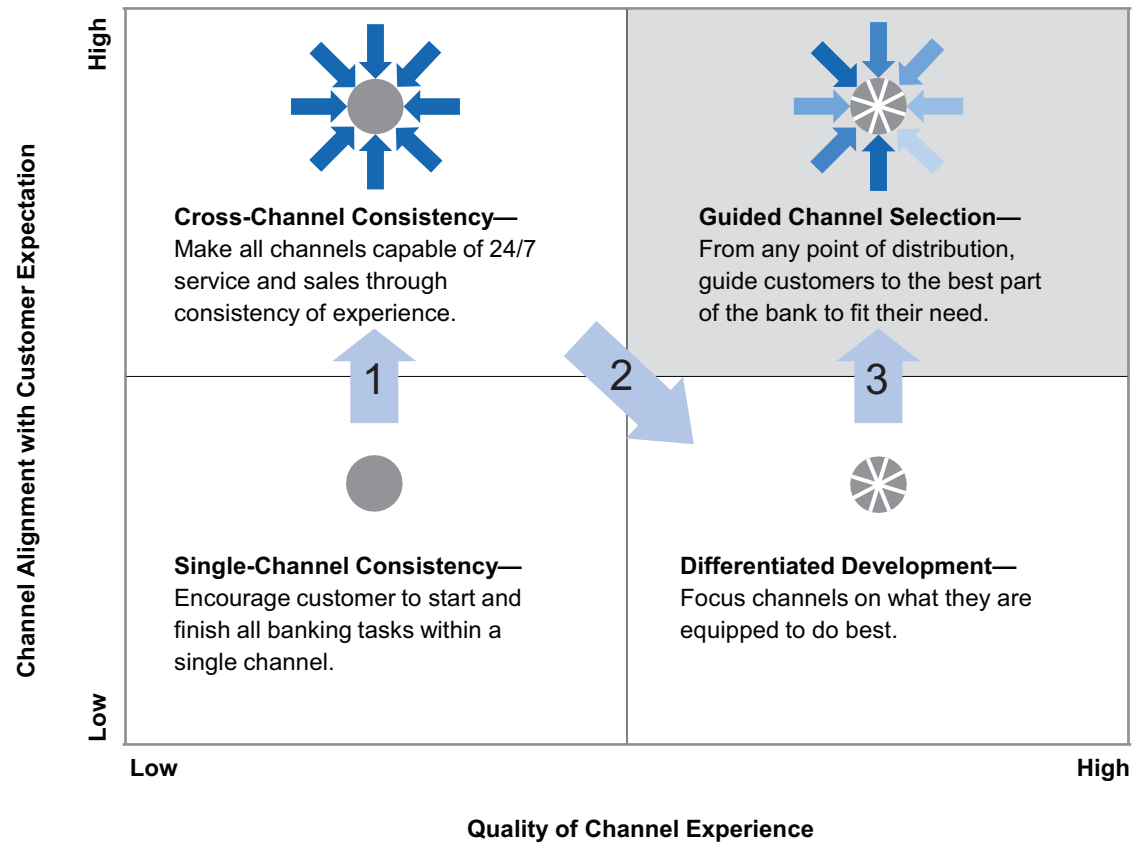 High
Channel Alignment with Customer Expectation
Low
Cross-Channel Consistency—
Make all channels capable of 24/7
service and sales through
consistency of experience.
Guided Channel Selection—
From any point of distribution,
guide customers to the best part
of the bank to fit their need.
1
2
3
Single-Channel Consistency—
Encourage customer to start and
finish all banking tasks within a
single channel.
Differentiated Development—
Focus channels on what they are
equipped to do best.
Low
High
Quality of Channel Experience